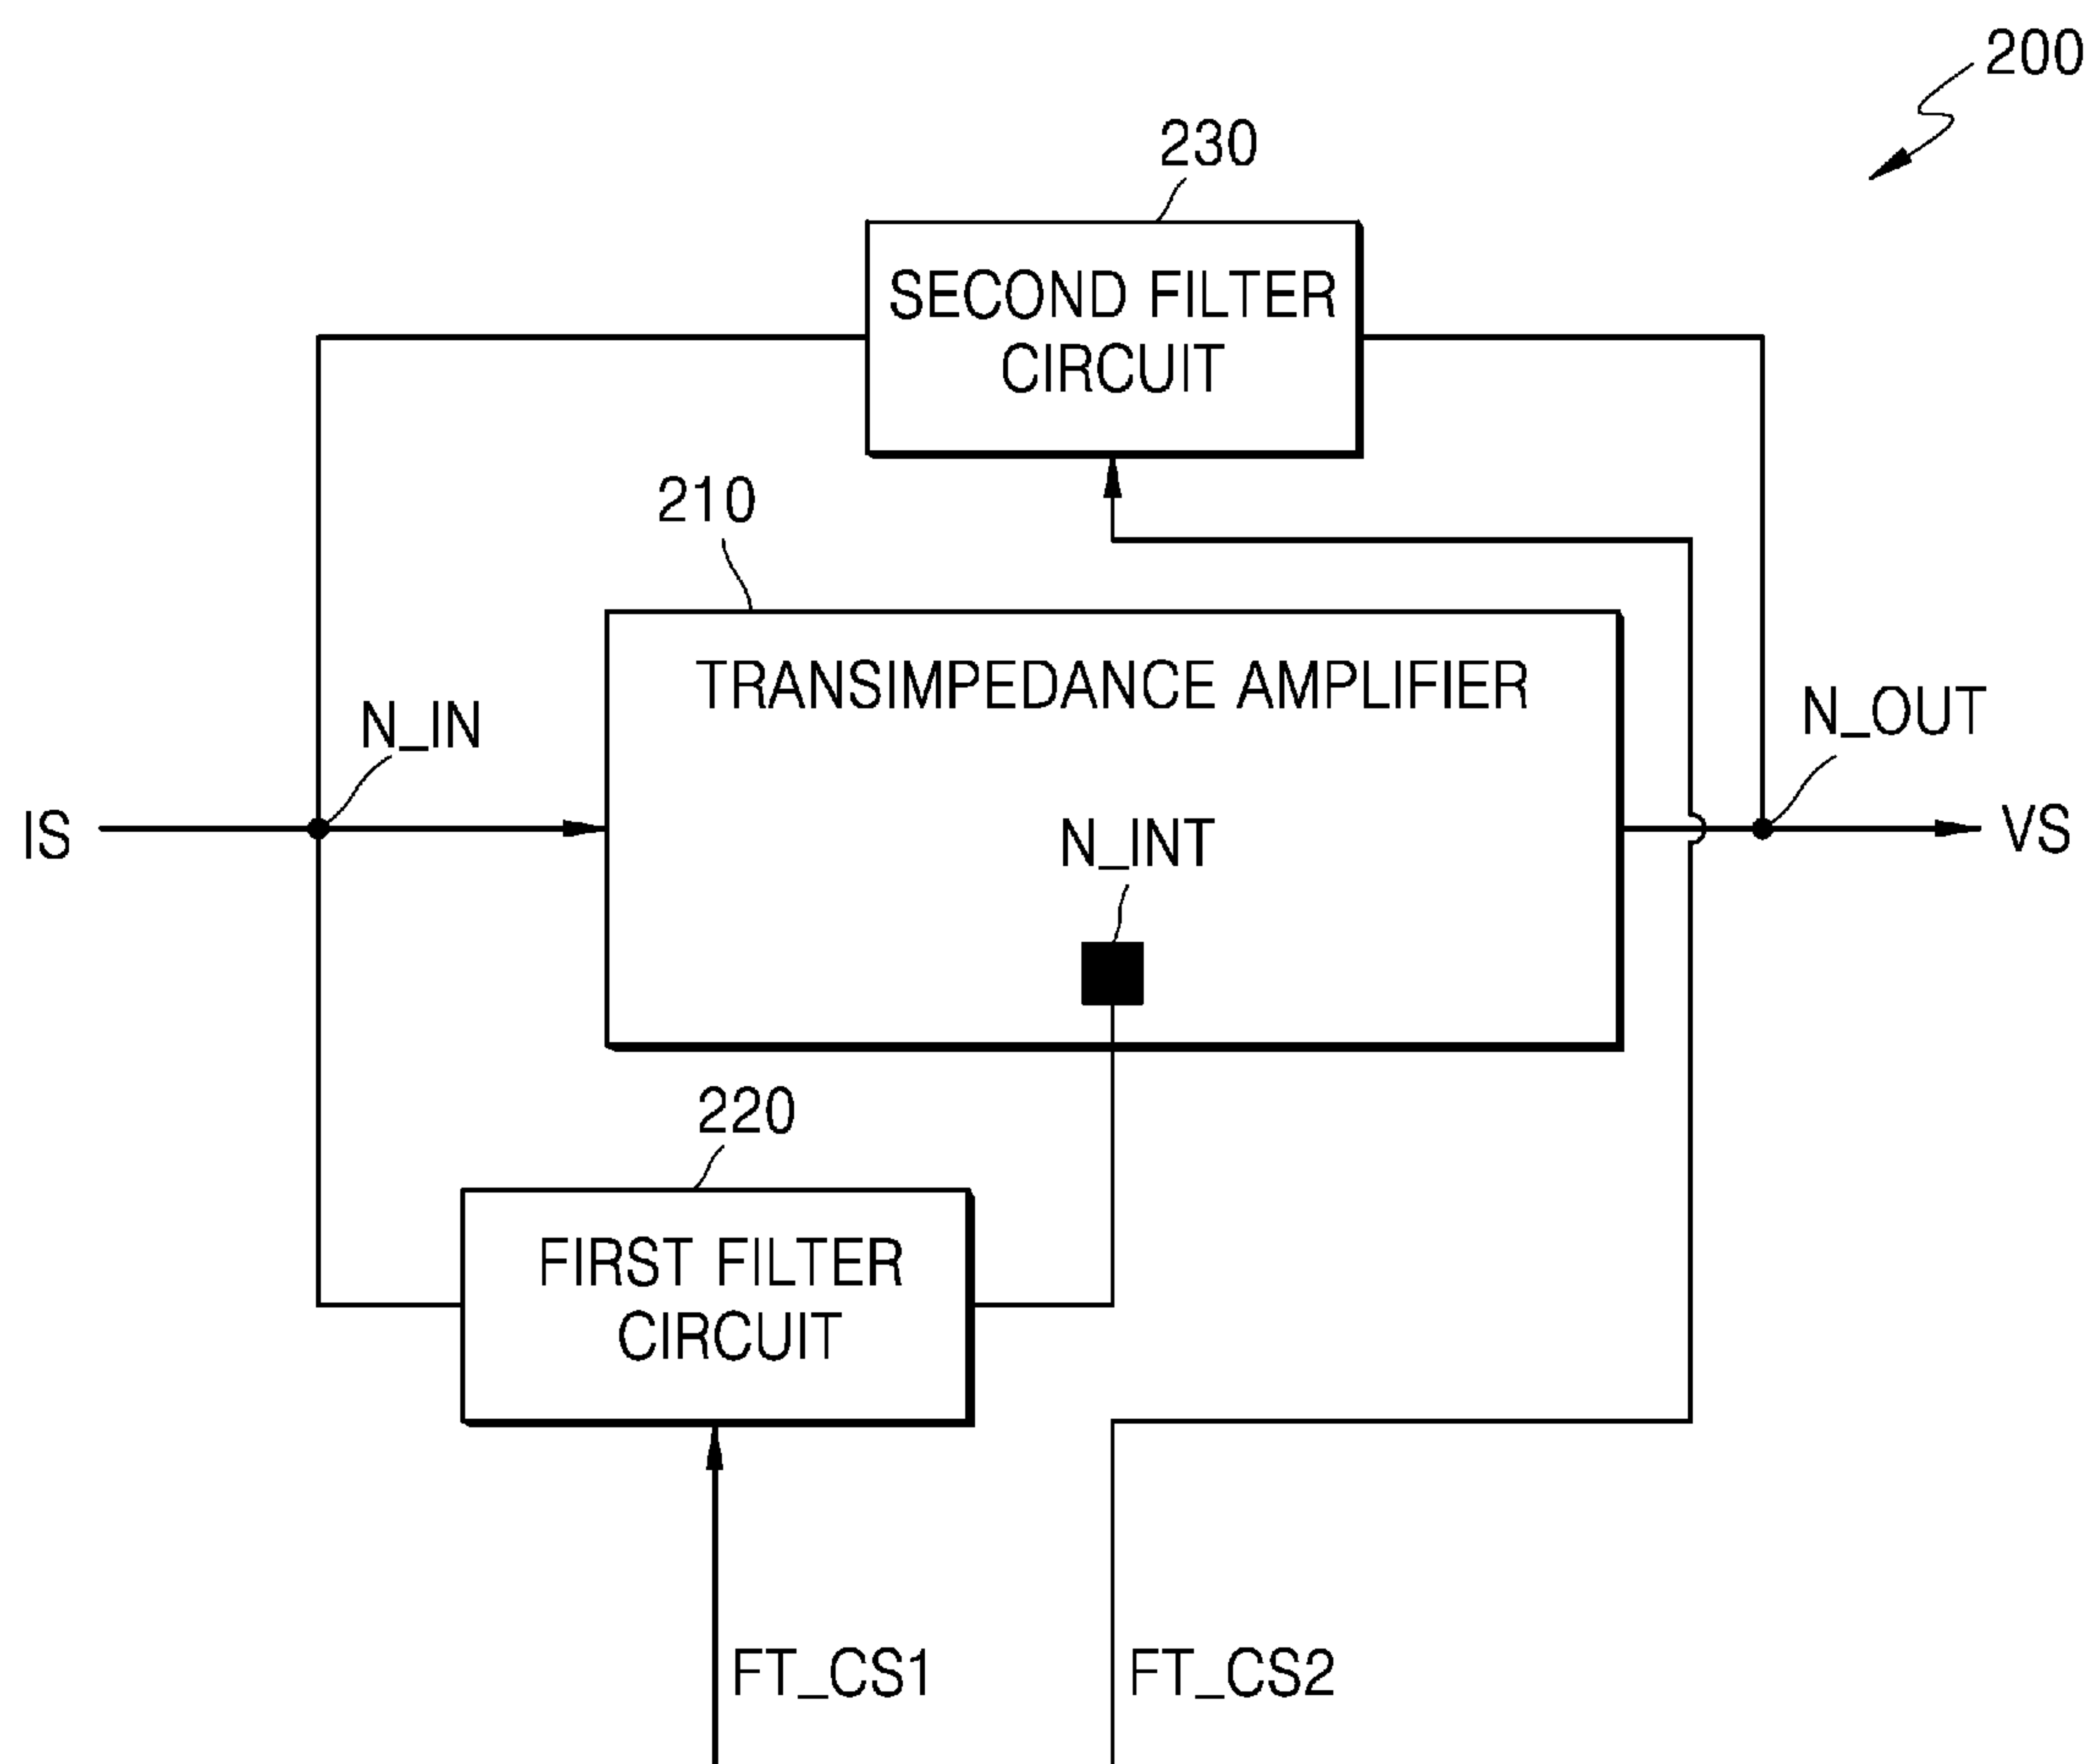 200
230
SECOND FILTER
CIRCUIT
210
TRANSIMPEDANCE AMPLIFIER
N_IN
N_OUT
IS
N_INT
VS
220
FIRST FILTER
CIRCUIT
FT_CS1
FT_CS2